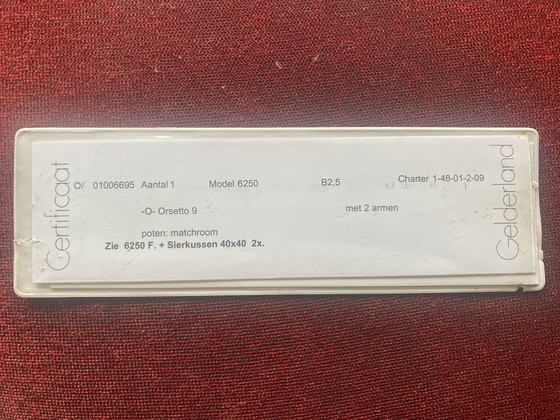 Certificaat
O/ 01006695 Aantal 1 Model 6250 B2,5 Charter 1-48-01-2-09
-O- Orsetto 9 met 2 armen
poten: matchroom
Zie 6250 F. + Sierkussen 40x40 2x.
Gelderland